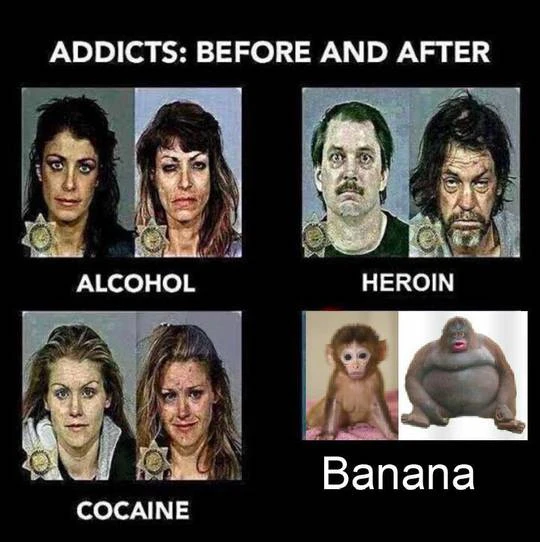 ADDICTS: BEFORE AND AFTER
ALCOHOL
HEROIN
COCAINE
Banana